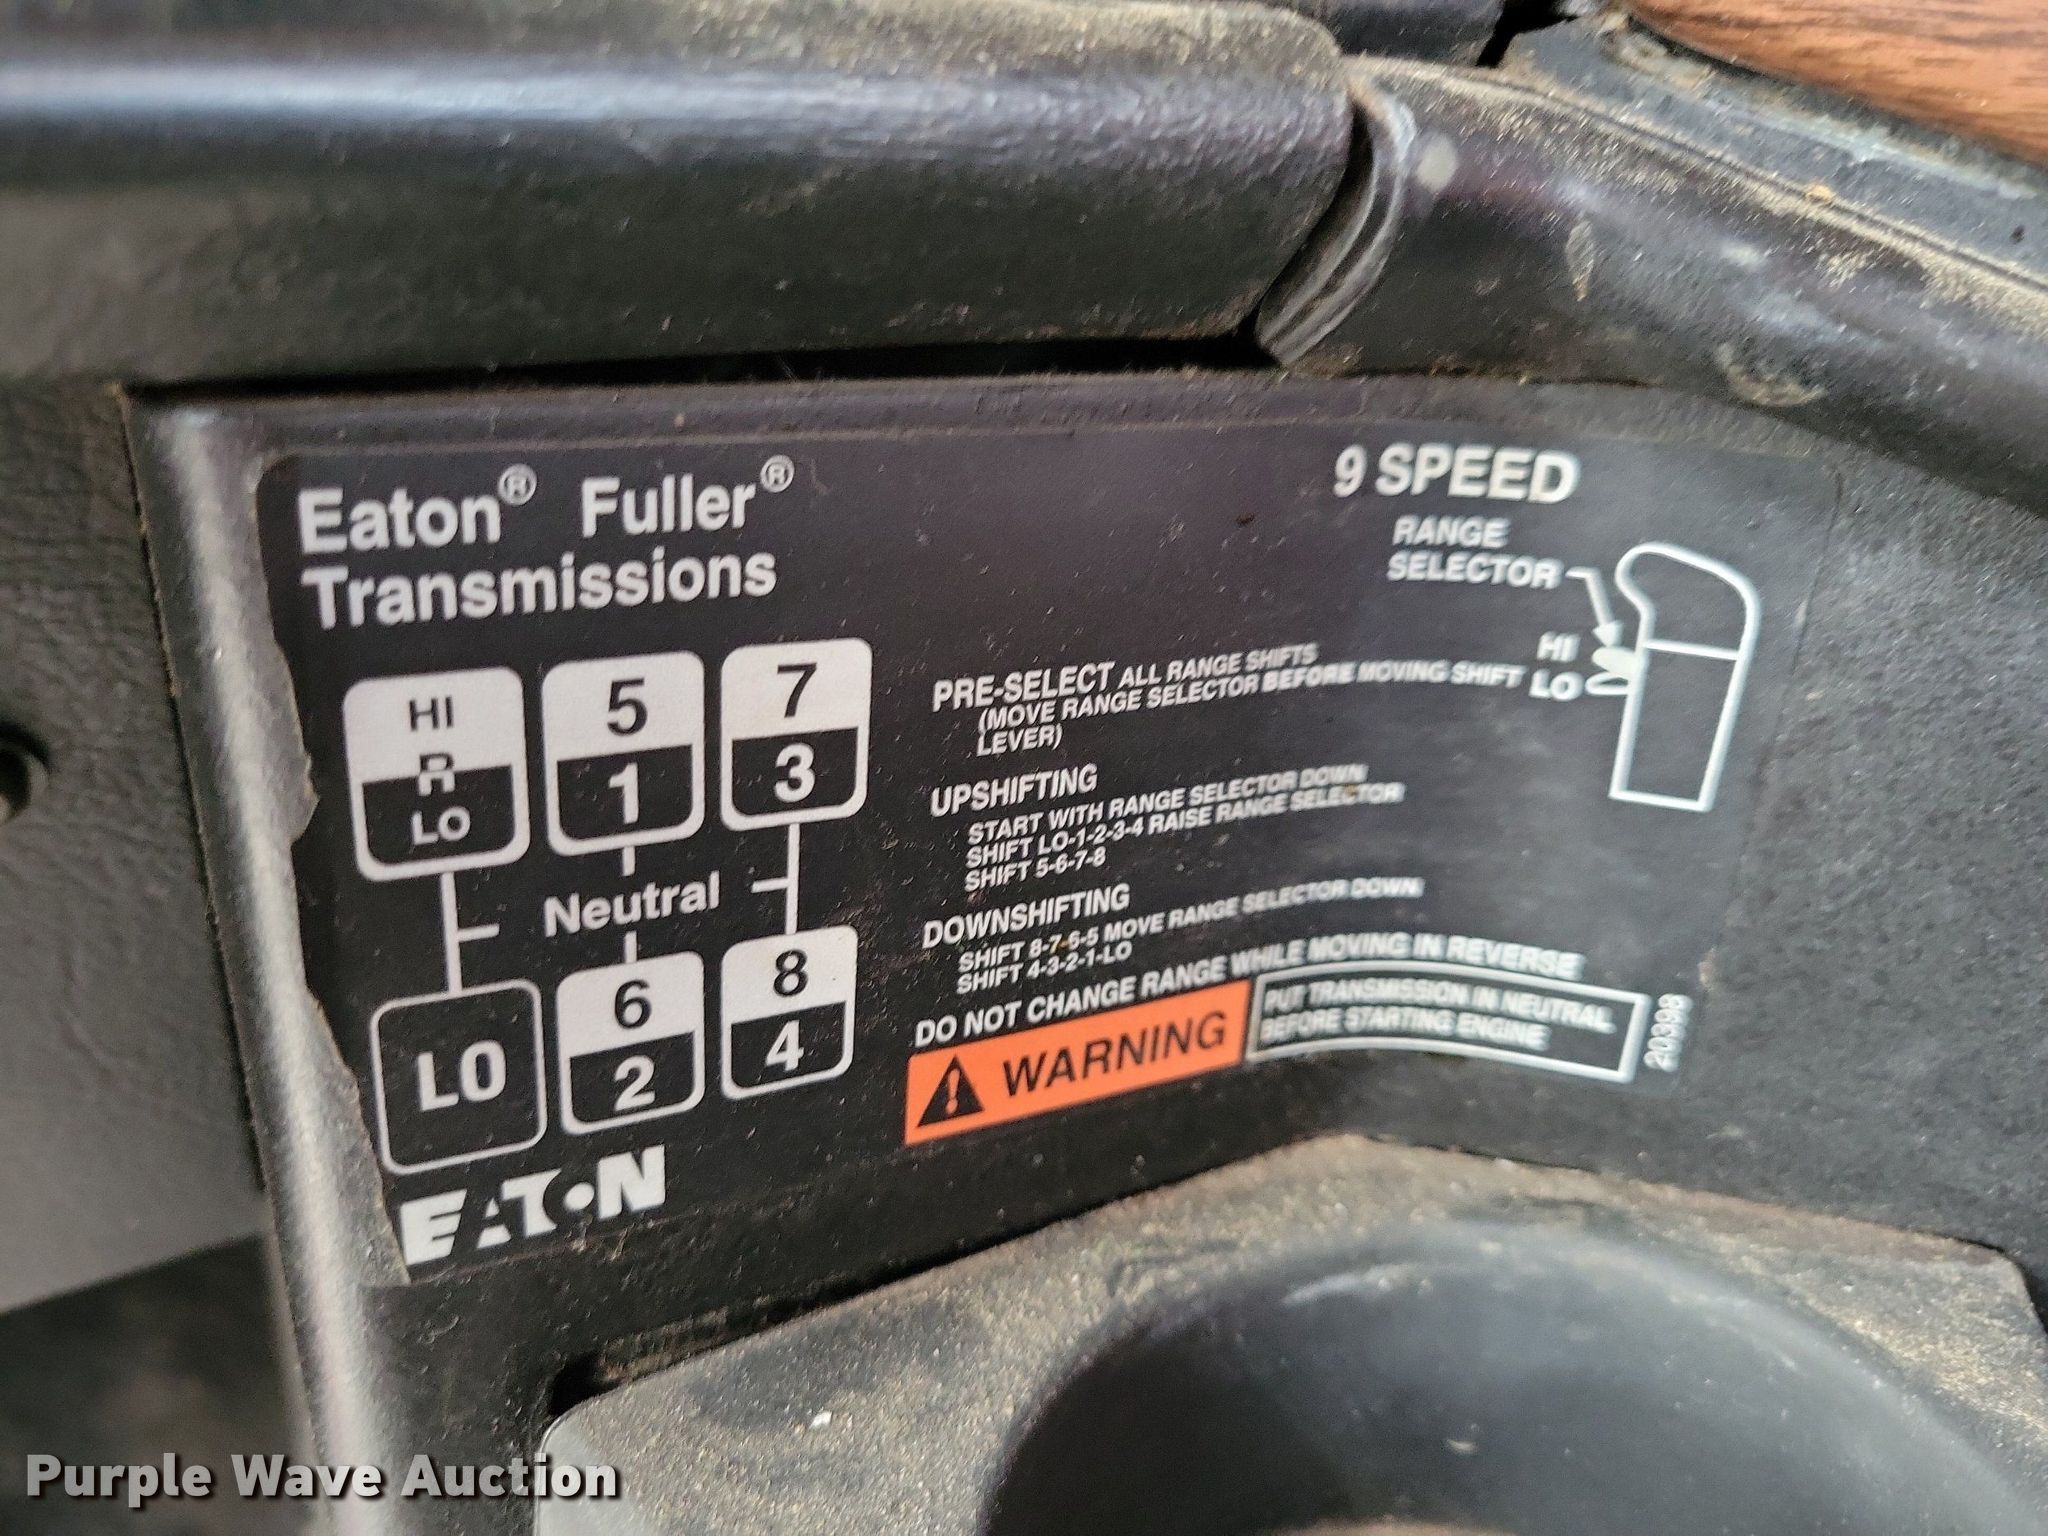 Eaton® Fuller®
Transmissions
HI
R
LO
5
1
7
3
Neutral
LO
6
2
8
4
EATON
9 SPEED
RANGE
SELECTOR
HI
LO
PRE-SELECT ALL RANGE SHIFTS
(MOVE RANGE SELECTOR BEFORE MOVING SHIFT
LEVER)
UPSHIFTING
START WITH RANGE SELECTOR DOWN
SHIFT LO-1-2-3-4 RAISE RANGE SELECTOR
SHIFT 5-6-7-8
DOWNSHIFTING
SHIFT 8-7-6-5 MOVE RANGE SELECTOR DOWN
SHIFT 4-3-2-1-LO
DO NOT CHANGE RANGE WHILE MOVING IN REVERSE
WARNING
PUT TRANSMISSION IN NEUTRAL
BEFORE STARTING ENGINE
20398
Purple Wave Auction